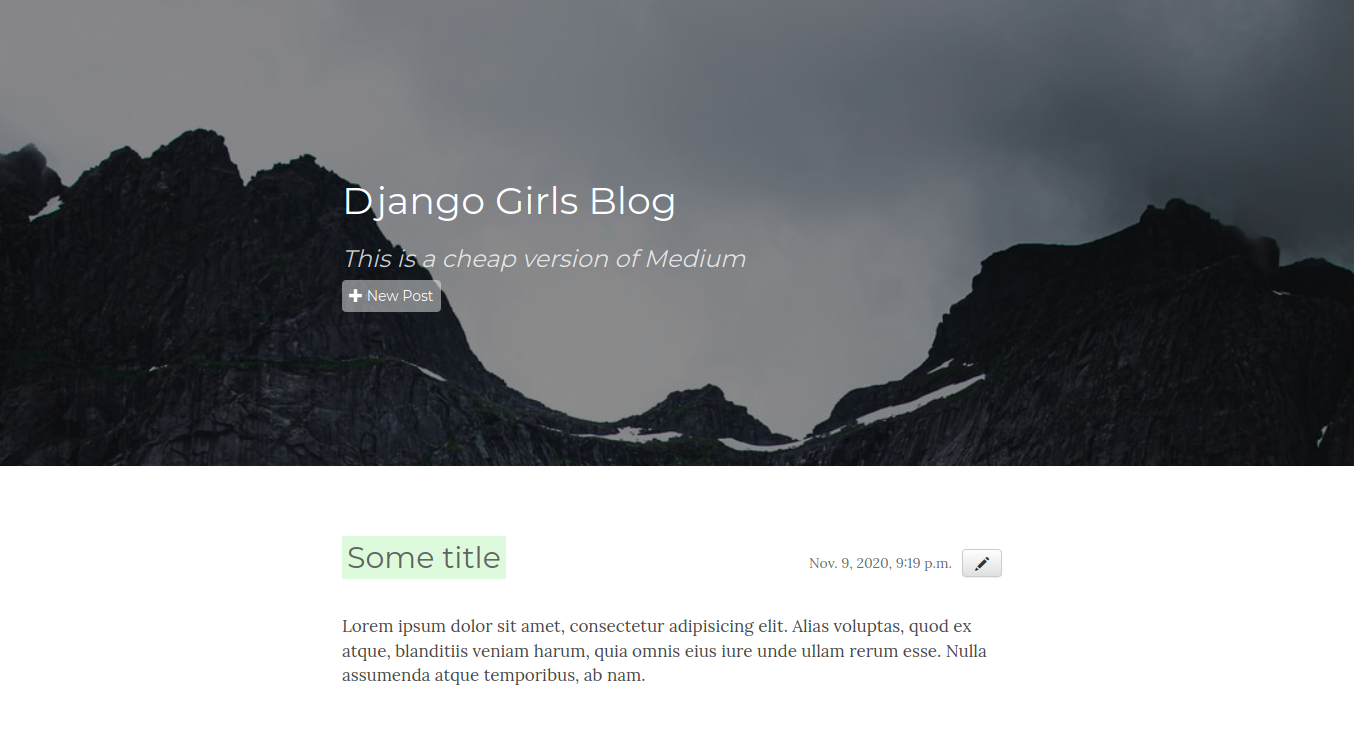 Django Girls Blog
This is a cheap version of Medium
New Post
Some title
Nov. 9, 2020, 9:19 p.m.
Lorem ipsum dolor sit amet, consectetur adipisicing elit. Alias voluptas, quod ex
atque, blanditiis veniam harum, quia omnis eius iure unde ullam rerum esse. Nulla
assumenda atque temporibus, ab nam.